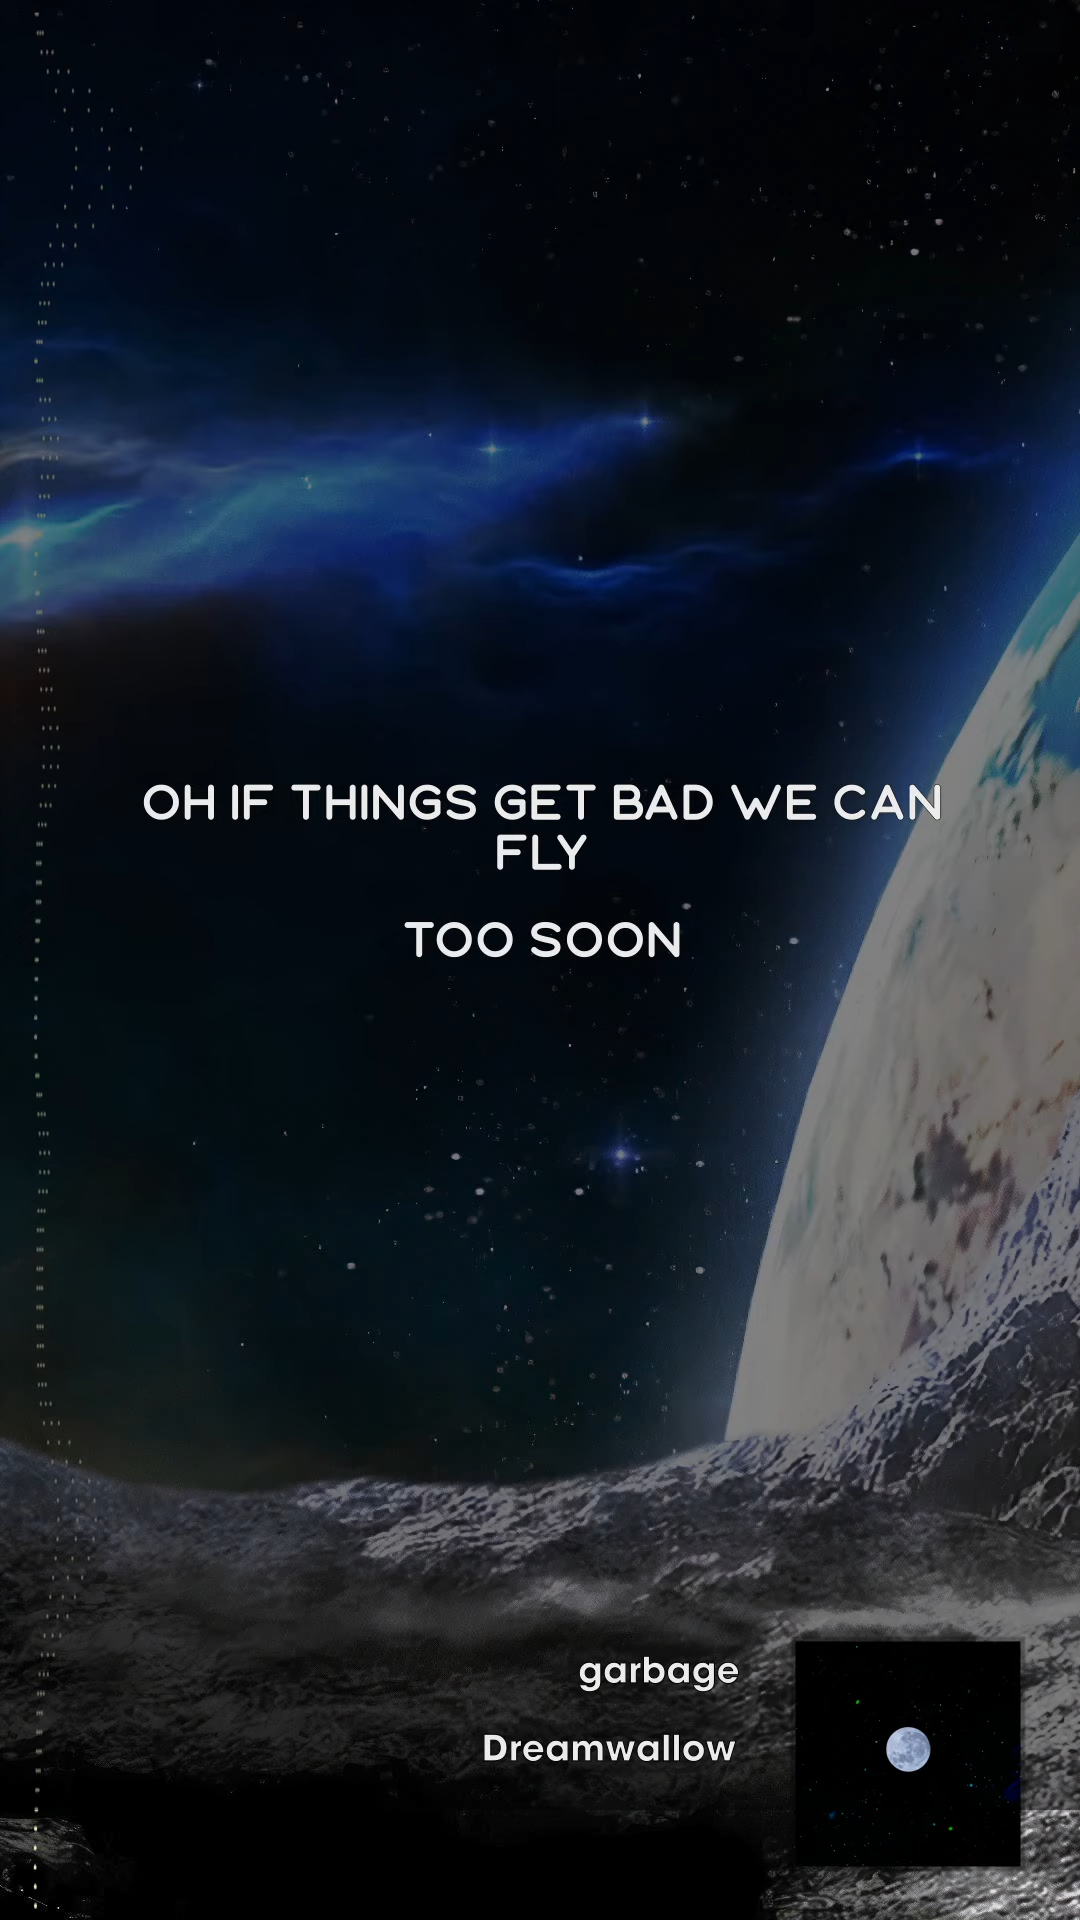 OH IF THINGS GET BAD WE CAN
FLY
TOO SOON
garbage
Dreamwallow